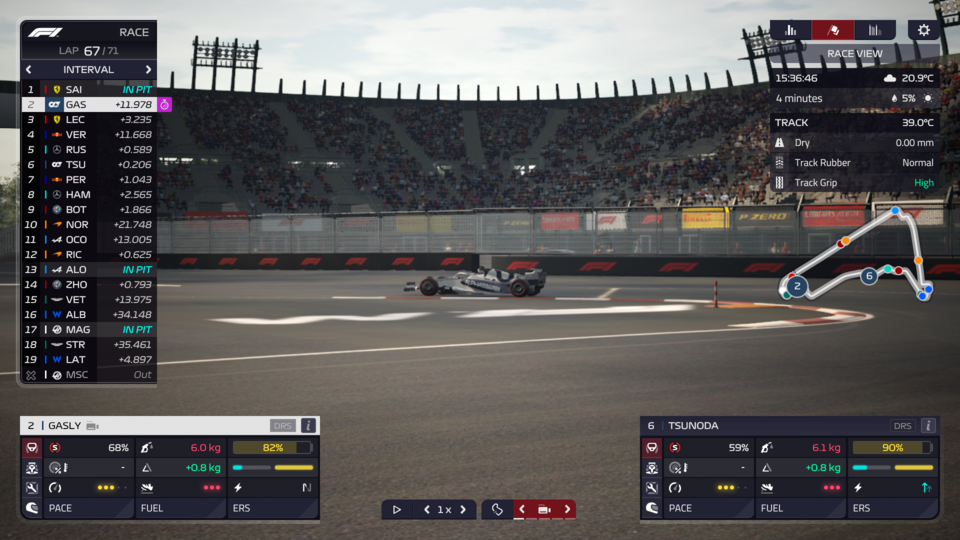 F1 RACE
LAP 67/71
INTERVAL
1 SAI IN PIT
2 GAS +11.978
3 LEC +3.235
4 VER +11.668
5 RUS +0.589
6 TSU +0.206
7 PER +1.043
8 HAM +2.565
9 BOT +1.866
10 NOR +21.748
11 OCO +13.005
12 RIC +0.625
13 ALO IN PIT
14 ZHO +0.793
15 VET +13.975
16 ALB +34.148
17 MAG IN PIT
18 STR +35.461
19 LAT +4.897
MSC Out
RACE VIEW
15:36:46 20.9°C
4 minutes 5%
TRACK 39.0°C
Dry 0.00 mm
Track Rubber Normal
Track Grip High
P ZERO
P ZERO
2
6
2 GASLY DRS i
S 68% 6.0 kg 82%
- +0.8 kg
N
PACE FUEL ERS
1x
6 TSUNODA DRS i
S 59% 6.1 kg 90%
- +0.8 kg
PACE FUEL ERS